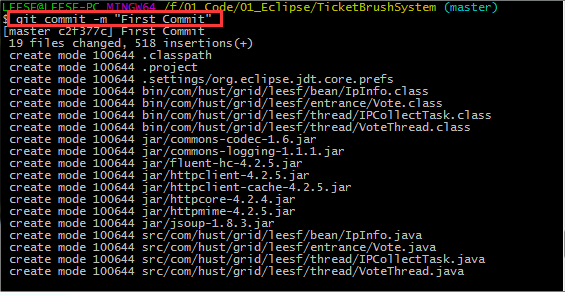 LEESF@LEESF-PC MINGW64 /f/01_Code/01_Eclipse/TicketBrushSystem (master)
$ git commit -m "First Commit"
[master c2f377c] First Commit
19 files changed, 518 insertions(+)
create mode 100644 .classpath
create mode 100644 .project
create mode 100644 .settings/org.eclipse.jdt.core.prefs
create mode 100644 bin/com/hust/grid/leesf/bean/IpInfo.class
create mode 100644 bin/com/hust/grid/leesf/entrance/Vote.class
create mode 100644 bin/com/hust/grid/leesf/thread/IPCollectTask.class
create mode 100644 bin/com/hust/grid/leesf/thread/VoteThread.class
create mode 100644 jar/commons-codec-1.6.jar
create mode 100644 jar/commons-logging-1.1.1.jar
create mode 100644 jar/fluent-hc-4.2.5.jar
create mode 100644 jar/httpclient-4.2.5.jar
create mode 100644 jar/httpclient-cache-4.2.5.jar
create mode 100644 jar/httpcore-4.2.4.jar
create mode 100644 jar/httpmime-4.2.5.jar
create mode 100644 jar/jsoup-1.8.3.jar
create mode 100644 src/com/hust/grid/leesf/bean/IpInfo.java
create mode 100644 src/com/hust/grid/leesf/entrance/Vote.java
create mode 100644 src/com/hust/grid/leesf/thread/IPCollectTask.java
create mode 100644 src/com/hust/grid/leesf/thread/VoteThread.java